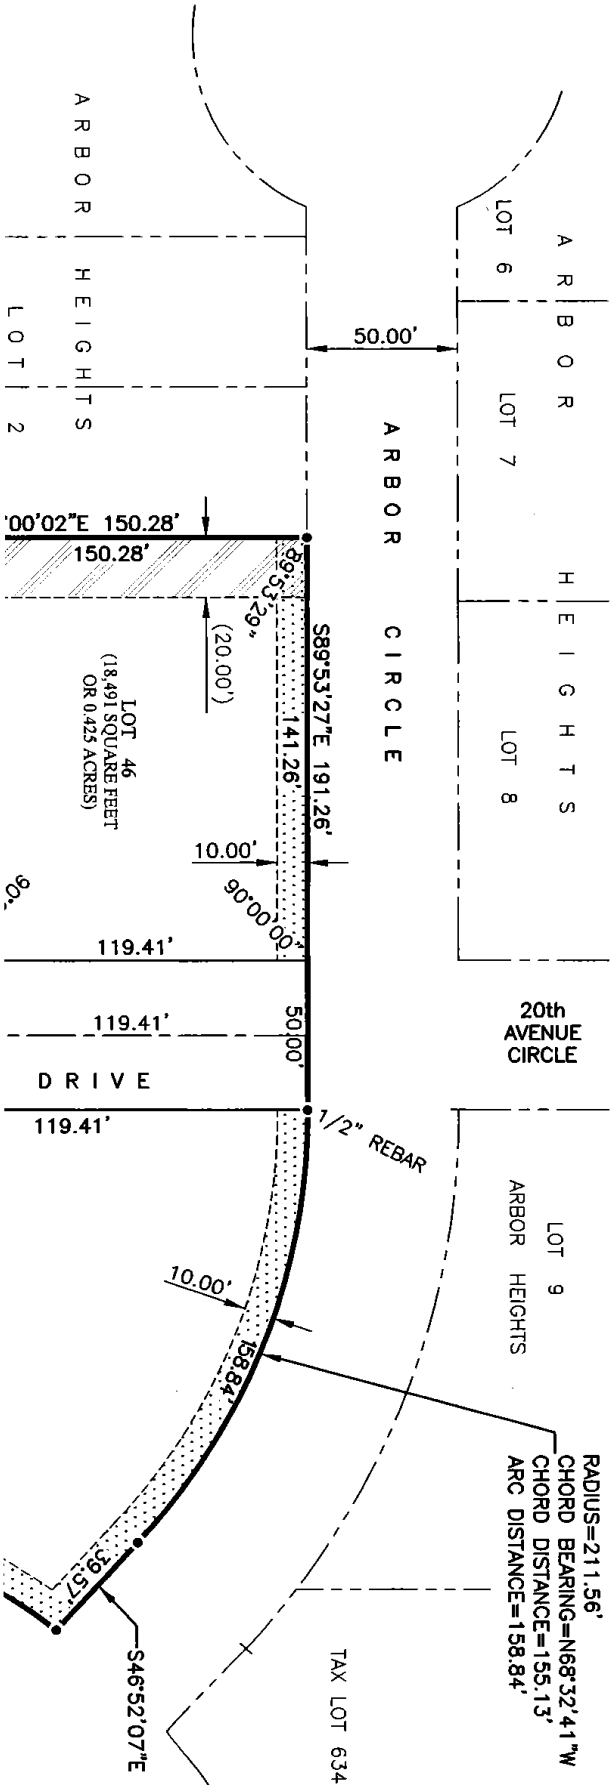 ARBOR HEIGHTS
LOT 2
LOT 6
ARBOR HEIGHTS
LOT 7
50.00'
ARBOR CIRCLE
00'02"E 150.28'
150.28'
89°53'29"
(20.00')
S89°53'27"E 191.26'
141.26'
LOT 46
(18,491 SQUARE FEET
OR 0.425 ACRES)
LOT 8
10.00'
90°00'00"
90°
119.41'
119.41'
50.00'
DRIVE
119.41'
20th
AVENUE
CIRCLE
1/2" REBAR
LOT 9
ARBOR HEIGHTS
10.00'
158.84'
RADIUS=211.56'
CHORD BEARING=N68°32'41"W
CHORD DISTANCE=155.13'
ARC DISTANCE=158.84'
39.57'
S46°52'07"E
TAX LOT 634